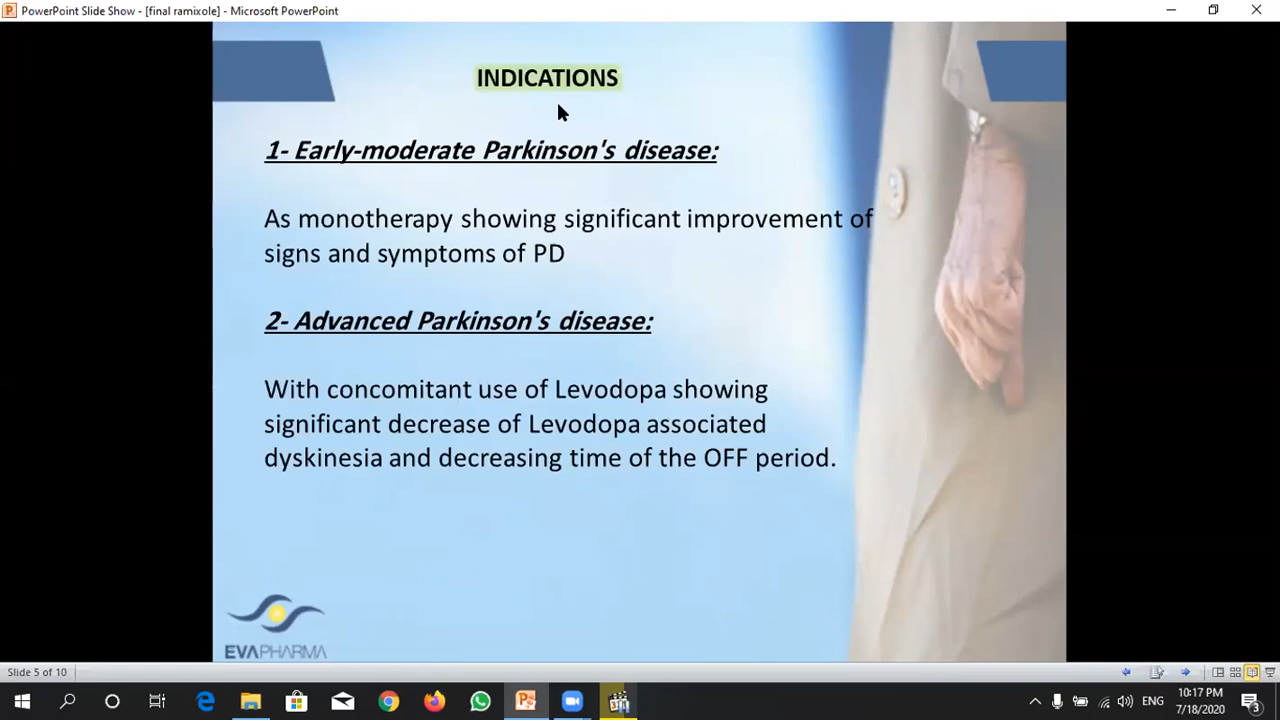 PowerPoint Slide Show - [final ramixole] - Microsoft PowerPoint
INDICATIONS
1- Early-moderate Parkinson's disease:
As monotherapy showing significant improvement of
signs and symptoms of PD
2- Advanced Parkinson's disease:
With concomitant use of Levodopa showing
significant decrease of Levodopa associated
dyskinesia and decreasing time of the OFF period.
EVAPHARMA
Slide 5 of 10
ENG
10:17 PM
7/18/2020
3